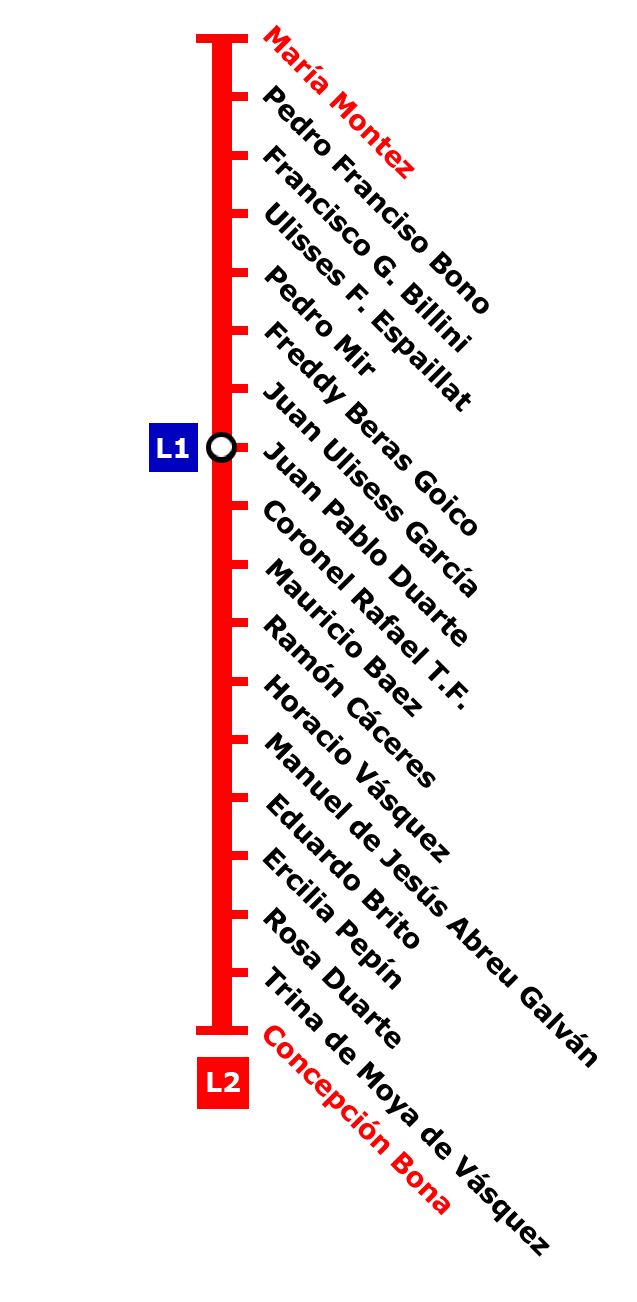 María Montez
Pedro Franciso Bono
Francisco G. Billini
Ulisses F. Espaillat
Pedro Mir
Freddy Beras Goico
Juan Ulisess García
L1
Juan Pablo Duarte
Coronel Rafael T.F.
Mauricio Baez
Ramón Cáceres
Horacio Vásquez
Manuel de Jesús Abreu Galván
Eduardo Brito
Ercilia Pepín
Rosa Duarte
Trina de Moya de Vásquez
Concepción Bona
L2